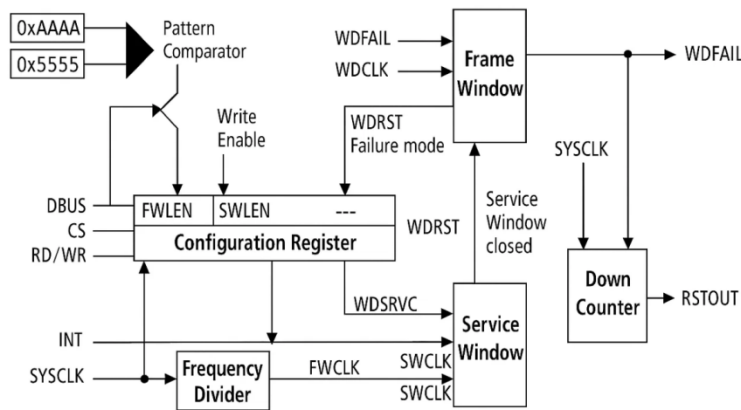 0xAAAA
0x5555
Pattern
Comparator
WDFAIL
WDCLK
Frame
Window
WDFAIL
Write
Enable
WDRST
Failure mode
SYSCLK
DBUS
CS
RD/WR
FWLEN
SWLEN
---
Configuration Register
WDRST
Service
Window
closed
Down
Counter
RSTOUT
WDSRVC
INT
SYSCLK
Frequency
Divider
FWCLK
SWCLK
SWCLK
Service
Window